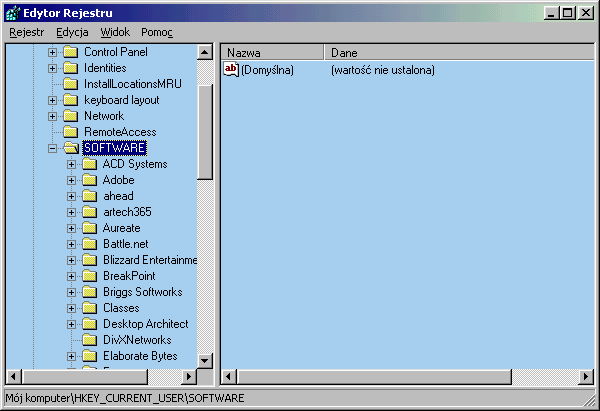 Edytor Rejestru
Rejestr Edycja Widok Pomoc
Control Panel
Identities
InstallLocationsMRU
keyboard layout
Network
RemoteAccess
SOFTWARE
ACD Systems
Adobe
ahead
artech365
Aureate
Battle.net
Blizzard Entertainme
BreakPoint
Briggs Softworks
Classes
Desktop Architect
DivXNetworks
Elaborate Bytes
Nazwa Dane
ab (Domyślna) (wartość nie ustalona)
Mój komputer\HKEY_CURRENT_USER\SOFTWARE